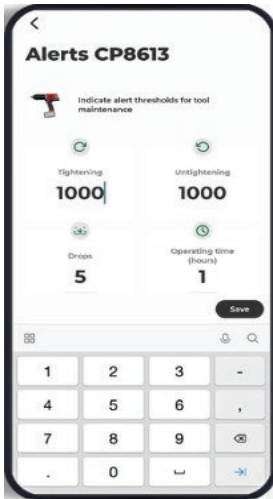 Alerts CP8613
Indicate alert thresholds for tool
maintenance
Tightening
Untightening
1000
1000
Drops
Operating time
(hours)
5
1
Save
1 2 3 -
4 5 6 ,
7 8 9
. 0